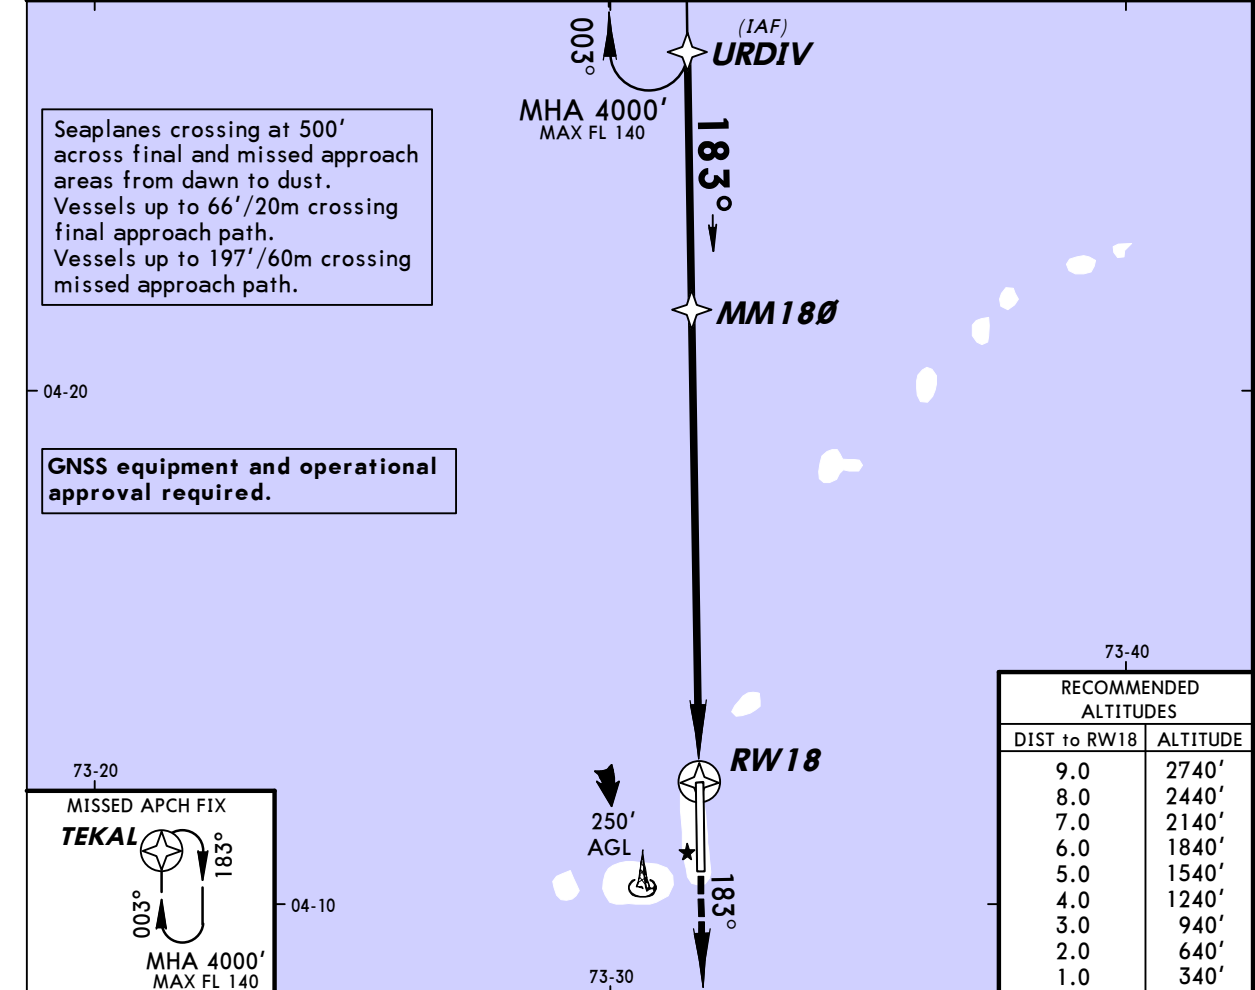 (IAF)
URDIV
003°
MHA 4000'
MAX FL 140
183°
Seaplanes crossing at 500'
across final and missed approach
areas from dawn to dust.
Vessels up to 66'/20m crossing
final approach path.
Vessels up to 197'/60m crossing
missed approach path.
MM18Ø
04-20
GNSS equipment and operational
approval required.
73-40
RECOMMENDED
ALTITUDES
DIST to RW18 ALTITUDE
9.0 2740'
8.0 2440'
7.0 2140'
6.0 1840'
5.0 1540'
4.0 1240'
3.0 940'
2.0 640'
1.0 340'
RW18
73-20
MISSED APCH FIX
TEKAL
183°
003°
MHA 4000'
MAX FL 140
250'
AGL
183°
04-10
73-30